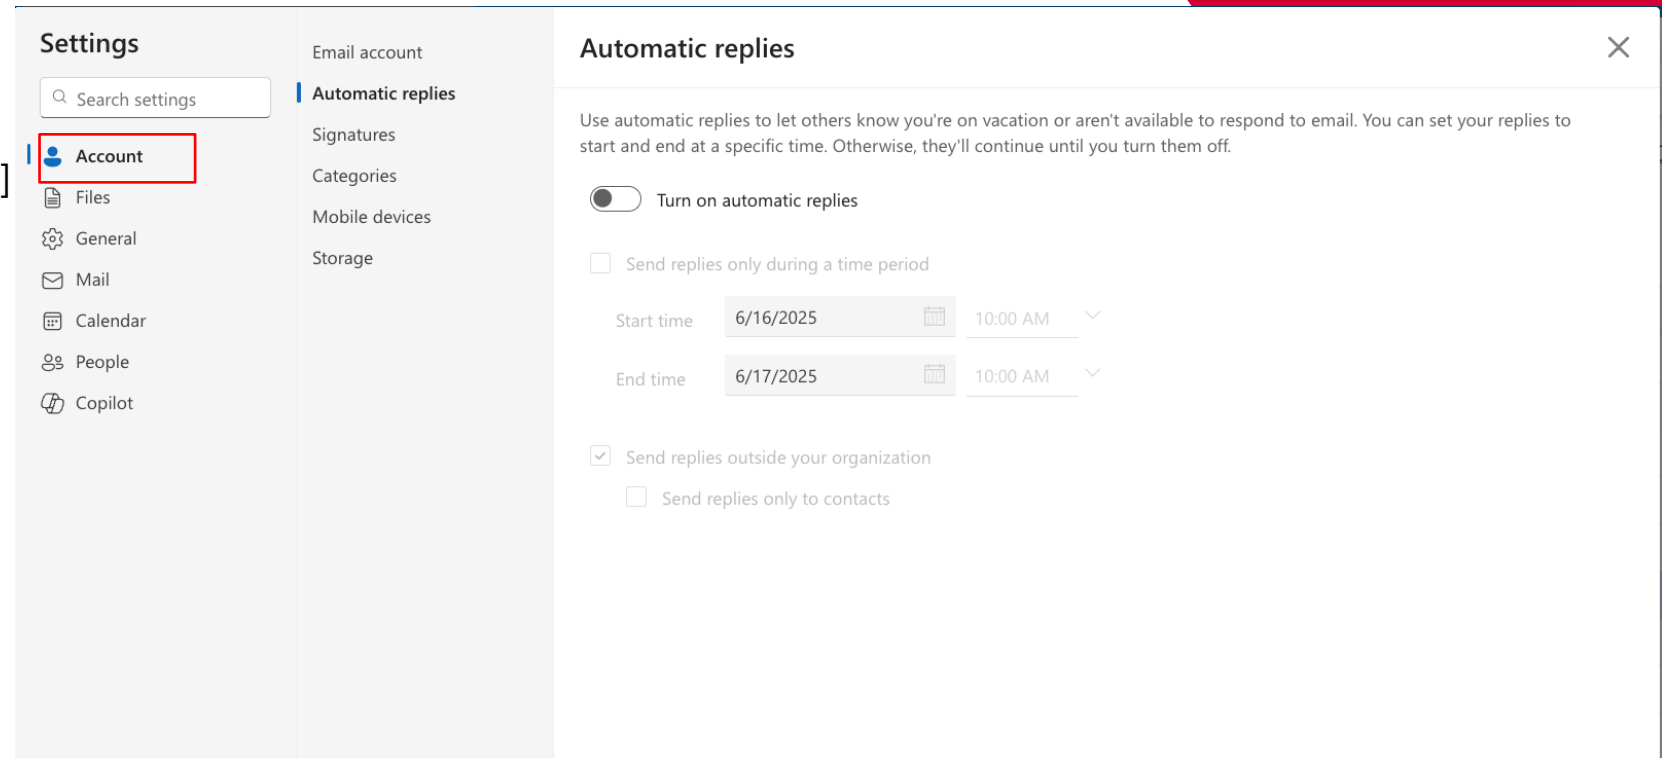 Settings
Search settings
Account
Files
General
Mail
Calendar
People
Copilot
Email account
Automatic replies
Signatures
Categories
Mobile devices
Storage
Automatic replies
Use automatic replies to let others know you're on vacation or aren't available to respond to email. You can set your replies to
start and end at a specific time. Otherwise, they'll continue until you turn them off.
Turn on automatic replies
Send replies only during a time period
Start time 6/16/2025 10:00 AM
End time 6/17/2025 10:00 AM
Send replies outside your organization
Send replies only to contacts
]